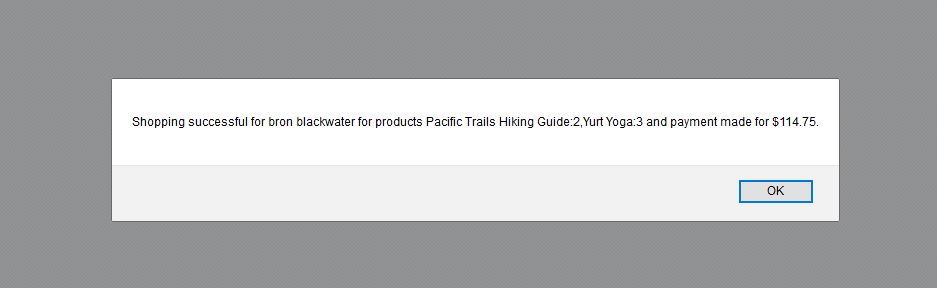 Shopping successful for bron blackwater for products Pacific Trails Hiking Guide:2,Yurt Yoga:3 and payment made for $114.75.
OK